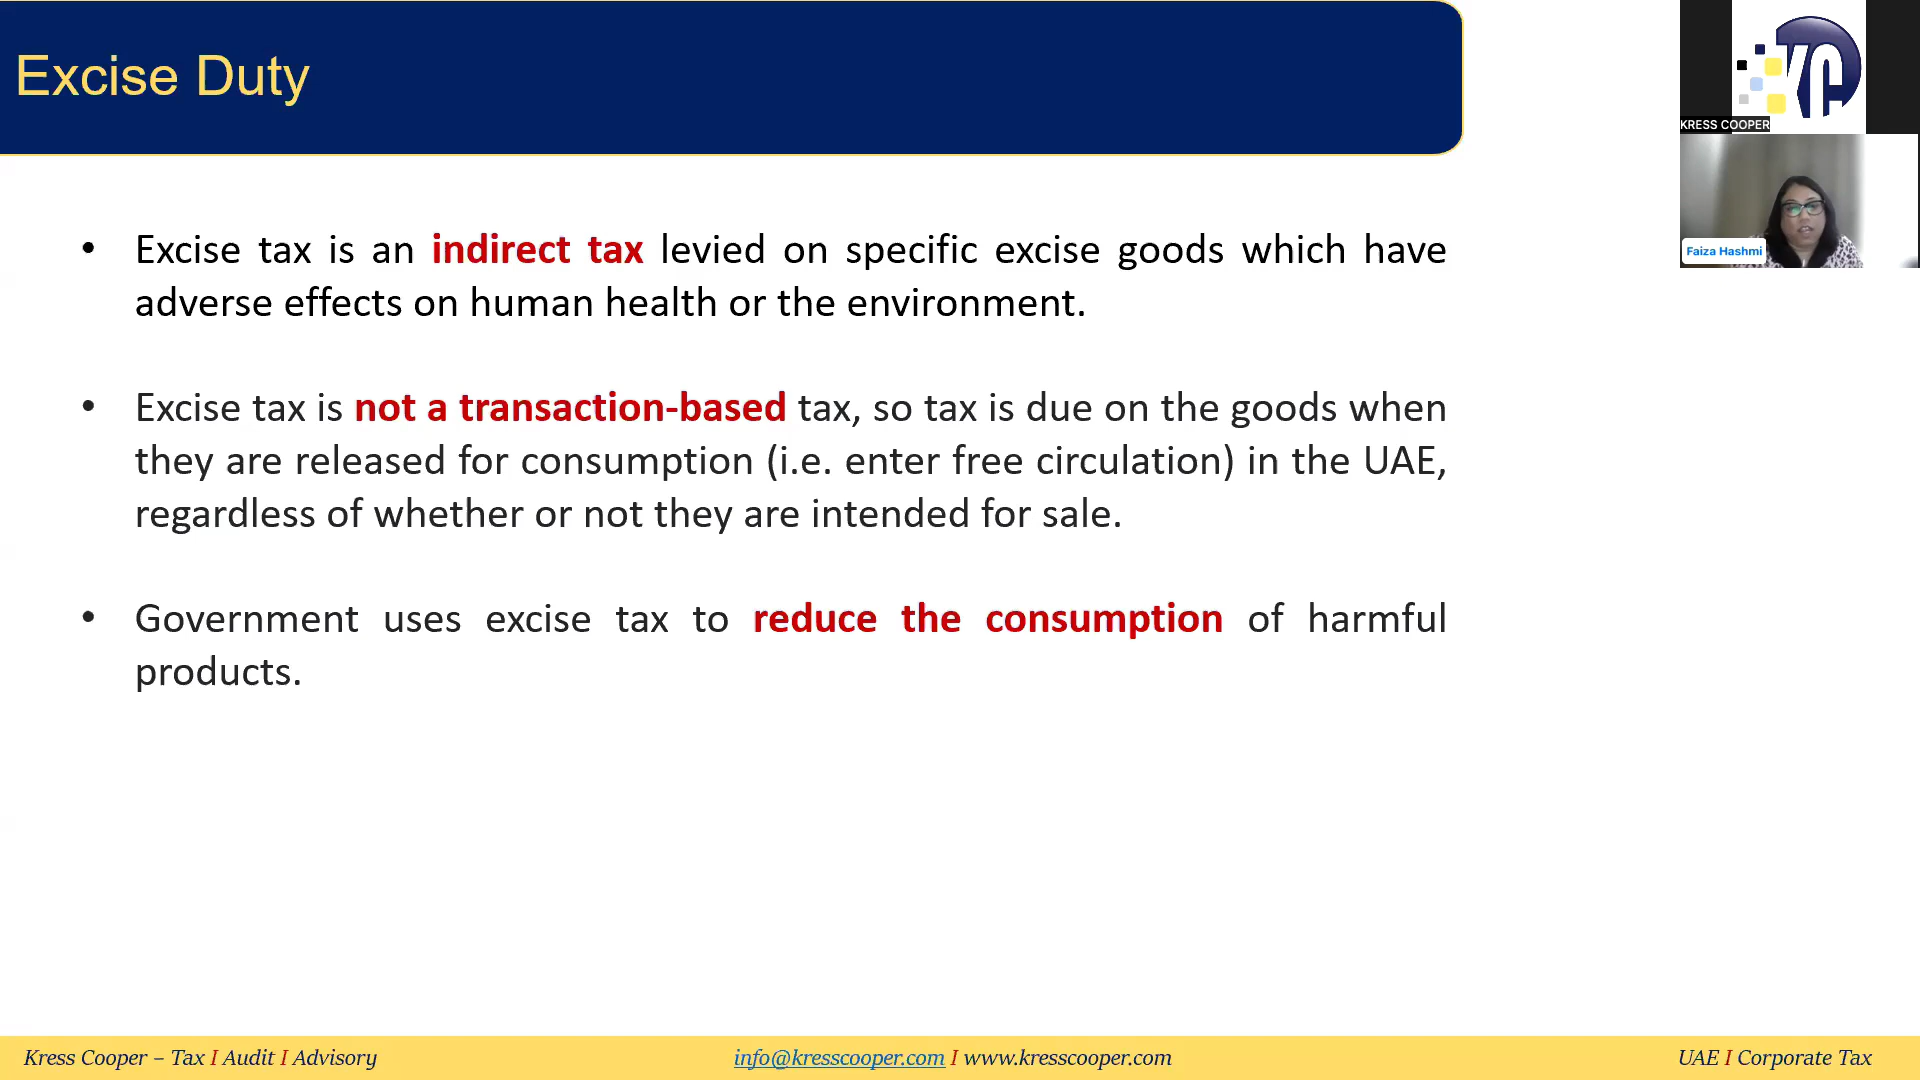 Excise Duty
• Excise tax is an indirect tax levied on specific excise goods which have
adverse effects on human health or the environment.
• Excise tax is not a transaction-based tax, so tax is due on the goods when
they are released for consumption (i.e. enter free circulation) in the UAE,
regardless of whether or not they are intended for sale.
• Government uses excise tax to reduce the consumption of harmful
products.
KC
KRESS COOPER
Faiza Hashmi
Kress Cooper – Tax I Audit I Advisory
info@kresscooper.com I www.kresscooper.com
UAE I Corporate Tax